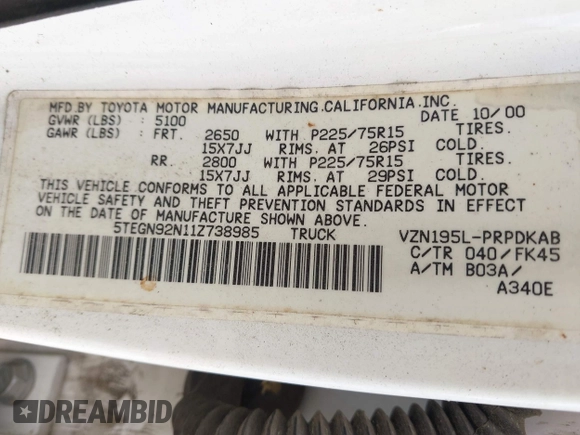 MFD.BY TOYOTA MOTOR MANUFACTURING.CALIFORNIA.INC.
GVWR (LBS) : 5100 DATE 10/00
GAWR (LBS) : FRT. 2650 WITH P225/75R15 TIRES.
15X7JJ RIMS. AT 26PSI COLD.
RR. 2800 WITH P225/75R15 TIRES.
15X7JJ RIMS. AT 29PSI COLD.
THIS VEHICLE CONFORMS TO ALL APPLICABLE FEDERAL MOTOR
VEHICLE SAFETY AND THEFT PREVENTION STANDARDS IN EFFECT
ON THE DATE OF MANUFACTURE SHOWN ABOVE.
5TEGN92N11Z738985 TRUCK VZN195L-PRPDKAB
C/TR 040/FK45
A/TM B03A/
A340E
DREAMBID